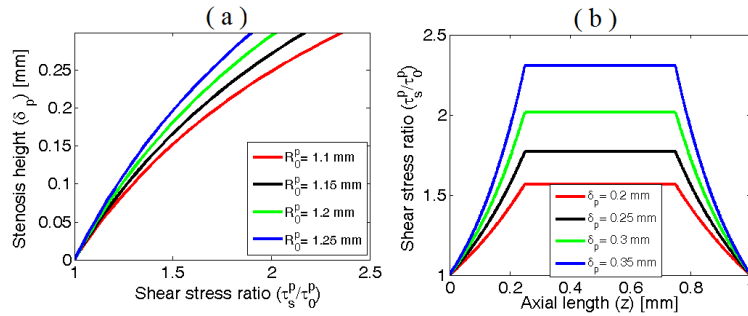 ( a )
Stenosis height (δ p) [mm]
0.25
0.2
0.15
0.1
0.05
0
R₀ᵖ= 1.1 mm
R₀ᵖ= 1.15 mm
R₀ᵖ= 1.2 mm
R₀ᵖ= 1.25 mm
1 1.5 2 2.5
Shear stress ratio (τₛᵖ/τ₀ᵖ)
( b )
Shear stress ratio (τₛᵖ/τ₀ᵖ)
2.5
2
1.5
1
δp = 0.2 mm
δp = 0.25 mm
δp = 0.3 mm
δp = 0.35 mm
0 0.2 0.4 0.6 0.8
Axial length (z) [mm]